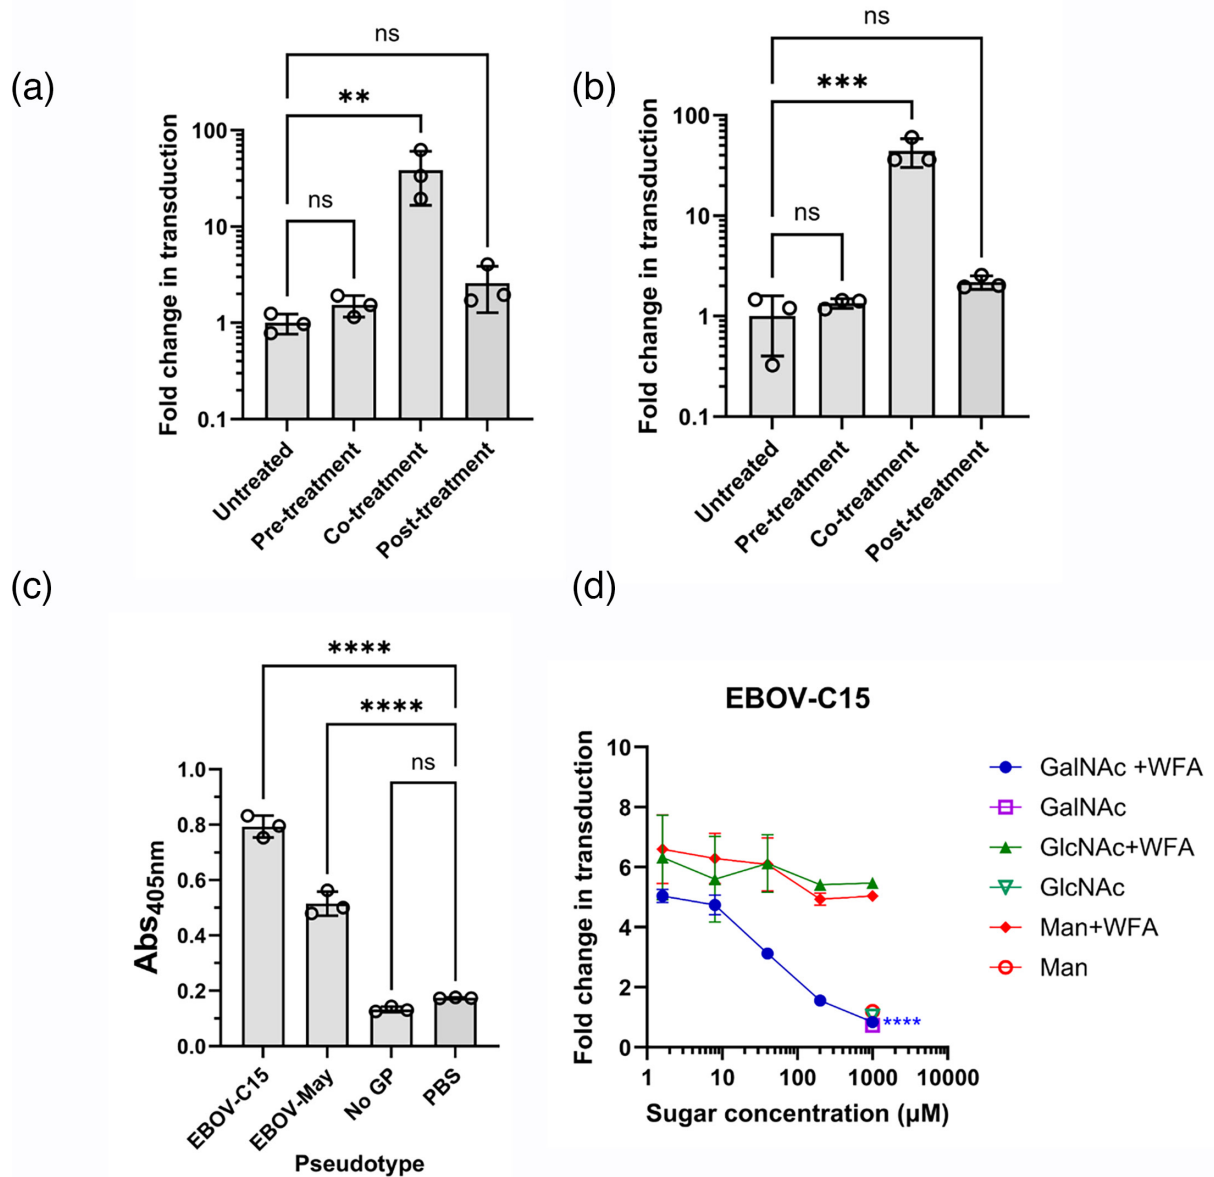 (a)
ns
**
ns
Fold change in transduction
100
10
1
0.1
Untreated
Pre-treatment
Co-treatment
Post-treatment
(b)
ns
***
ns
Fold change in transduction
100
10
1
0.1
Untreated
Pre-treatment
Co-treatment
Post-treatment
(c)
****
****
ns
Abs405nm
1.0
0.8
0.6
0.4
0.2
0.0
EBOV-C15
EBOV-May
No GP
PBS
Pseudotype
(d)
EBOV-C15
Fold change in transduction
10
8
6
4
2
0
****
1 10 100 1000 10000
Sugar concentration (μM)
GalNAc +WFA
GalNAc
GlcNAc+WFA
GlcNAc
Man+WFA
Man